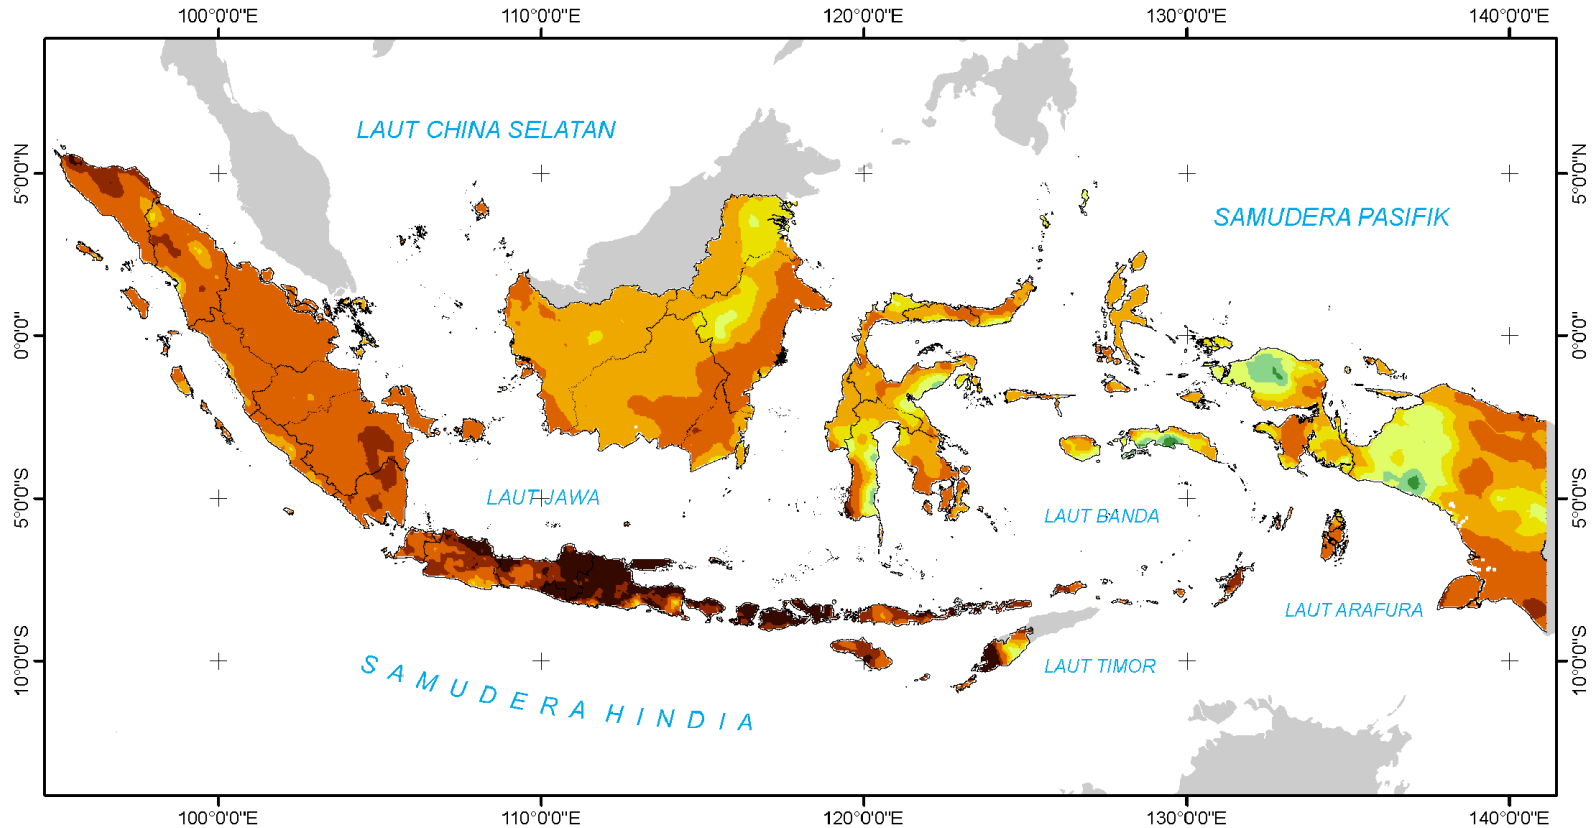 100°0'0"E 110°0'0"E 120°0'0"E 130°0'0"E 140°0'0"E
LAUT CHINA SELATAN
5°0'0"N
5°0'0"N
SAMUDERA PASIFIK
0°0'0"
0°0'0"
LAUT JAWA
5°0'0"S
5°0'0"S
LAUT BANDA
LAUT ARAFURA
10°0'0"S
10°0'0"S
LAUT TIMOR
SAMUDERA HINDIA
100°0'0"E 110°0'0"E 120°0'0"E 130°0'0"E 140°0'0"E